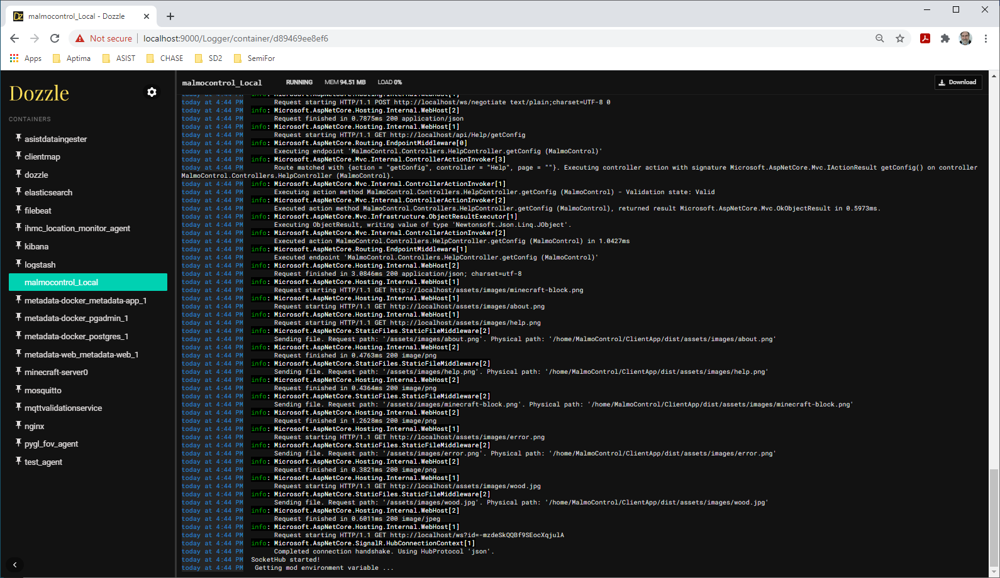 malmocontrol_Local - Dozzle
Not secure
localhost:9000/Logger/container/d89469ee8ef6
Apps
Aptima
ASIST
CHASE
SD2
SemiFor
Dozzle
CONTAINERS
asistdataingester
clientmap
dozzle
elasticsearch
filebeat
ihmc_location_monitor_agent
kibana
logstash
malmocontrol_Local
metadata-docker_metadata-app_1
metadata-docker_pgadmin_1
metadata-docker_postgres_1
metadata-web_metadata-web_1
minecraft-server0
mosquitto
mqttvalidationservice
nginx
pygl_fov_agent
test_agent
malmocontrol_Local RUNNING MEM 94.51 MB LOAD 0% Download
today at 4:44 PM info: Microsoft.AspNetCore.Hosting.Internal.WebHost[1]
today at 4:44 PM Request starting HTTP/1.1 POST http://localhost/ws/negotiate text/plain;charset=UTF-8 0
today at 4:44 PM info: Microsoft.AspNetCore.Hosting.Internal.WebHost[2]
today at 4:44 PM Request finished in 0.7875ms 200 application/json
today at 4:44 PM info: Microsoft.AspNetCore.Hosting.Internal.WebHost[1]
today at 4:44 PM Request starting HTTP/1.1 GET http://localhost/api/Help/getConfig
today at 4:44 PM info: Microsoft.AspNetCore.Routing.EndpointMiddleware[0]
today at 4:44 PM Executing endpoint 'MalmoControl.Controllers.HelpController.getConfig (MalmoControl)'
today at 4:44 PM info: Microsoft.AspNetCore.Mvc.Internal.ControllerActionInvoker[3]
today at 4:44 PM Route matched with {action = "getConfig", controller = "Help", page = ""}. Executing controller action with signature Microsoft.AspNetCore.Mvc.IActionResult getConfig() on controller
MalmoControl.Controllers.HelpController (MalmoControl).
today at 4:44 PM info: Microsoft.AspNetCore.Mvc.Internal.ControllerActionInvoker[1]
today at 4:44 PM Executing action method MalmoControl.Controllers.HelpController.getConfig (MalmoControl) - Validation state: Valid
today at 4:44 PM info: Microsoft.AspNetCore.Mvc.Internal.ControllerActionInvoker[2]
today at 4:44 PM Executed action method MalmoControl.Controllers.HelpController.getConfig (MalmoControl), returned result Microsoft.AspNetCore.Mvc.OkObjectResult in 0.5973ms.
today at 4:44 PM info: Microsoft.AspNetCore.Mvc.Infrastructure.ObjectResultExecutor[1]
today at 4:44 PM Executing ObjectResult, writing value of type 'Newtonsoft.Json.Linq.JObject'.
today at 4:44 PM info: Microsoft.AspNetCore.Mvc.Internal.ControllerActionInvoker[2]
today at 4:44 PM Executed action MalmoControl.Controllers.HelpController.getConfig (MalmoControl) in 1.0427ms
today at 4:44 PM info: Microsoft.AspNetCore.Routing.EndpointMiddleware[1]
today at 4:44 PM Executed endpoint 'MalmoControl.Controllers.HelpController.getConfig (MalmoControl)'
today at 4:44 PM info: Microsoft.AspNetCore.Hosting.Internal.WebHost[2]
today at 4:44 PM Request finished in 3.0846ms 200 application/json; charset=utf-8
today at 4:44 PM info: Microsoft.AspNetCore.Hosting.Internal.WebHost[1]
today at 4:44 PM Request starting HTTP/1.1 GET http://localhost/assets/images/minecraft-block.png
today at 4:44 PM info: Microsoft.AspNetCore.Hosting.Internal.WebHost[1]
today at 4:44 PM Request starting HTTP/1.1 GET http://localhost/assets/images/about.png
today at 4:44 PM info: Microsoft.AspNetCore.Hosting.Internal.WebHost[1]
today at 4:44 PM Request starting HTTP/1.1 GET http://localhost/assets/images/help.png
today at 4:44 PM info: Microsoft.AspNetCore.StaticFiles.StaticFileMiddleware[2]
today at 4:44 PM Sending file. Request path: '/assets/images/about.png'. Physical path: '/home/MalmoControl/ClientApp/dist/assets/images/about.png'
today at 4:44 PM info: Microsoft.AspNetCore.Hosting.Internal.WebHost[2]
today at 4:44 PM Request finished in 0.4763ms 200 image/png
today at 4:44 PM info: Microsoft.AspNetCore.StaticFiles.StaticFileMiddleware[2]
today at 4:44 PM Sending file. Request path: '/assets/images/help.png'. Physical path: '/home/MalmoControl/ClientApp/dist/assets/images/help.png'
today at 4:44 PM info: Microsoft.AspNetCore.Hosting.Internal.WebHost[2]
today at 4:44 PM Request finished in 0.4364ms 200 image/png
today at 4:44 PM info: Microsoft.AspNetCore.StaticFiles.StaticFileMiddleware[2]
today at 4:44 PM Sending file. Request path: '/assets/images/minecraft-block.png'. Physical path: '/home/MalmoControl/ClientApp/dist/assets/images/minecraft-block.png'
today at 4:44 PM info: Microsoft.AspNetCore.Hosting.Internal.WebHost[2]
today at 4:44 PM Request finished in 1.2628ms 200 image/png
today at 4:44 PM info: Microsoft.AspNetCore.Hosting.Internal.WebHost[1]
today at 4:44 PM Request starting HTTP/1.1 GET http://localhost/assets/images/error.png
today at 4:44 PM info: Microsoft.AspNetCore.StaticFiles.StaticFileMiddleware[2]
today at 4:44 PM Sending file. Request path: '/assets/images/error.png'. Physical path: '/home/MalmoControl/ClientApp/dist/assets/images/error.png'
today at 4:44 PM info: Microsoft.AspNetCore.Hosting.Internal.WebHost[2]
today at 4:44 PM Request finished in 0.3821ms 200 image/png
today at 4:44 PM info: Microsoft.AspNetCore.Hosting.Internal.WebHost[1]
today at 4:44 PM Request starting HTTP/1.1 GET http://localhost/assets/images/wood.jpg
today at 4:44 PM info: Microsoft.AspNetCore.StaticFiles.StaticFileMiddleware[2]
today at 4:44 PM Sending file. Request path: '/assets/images/wood.jpg'. Physical path: '/home/MalmoControl/ClientApp/dist/assets/images/wood.jpg'
today at 4:44 PM info: Microsoft.AspNetCore.Hosting.Internal.WebHost[2]
today at 4:44 PM Request finished in 0.6011ms 200 image/jpeg
today at 4:44 PM info: Microsoft.AspNetCore.Hosting.Internal.WebHost[1]
today at 4:44 PM Request starting HTTP/1.1 GET http://localhost/ws?id=-mzdeSkQQBf9SEocXqjulA
today at 4:44 PM info: Microsoft.AspNetCore.SignalR.HubConnectionContext[1]
today at 4:44 PM Completed connection handshake. Using HubProtocol 'json'.
today at 4:44 PM SocketHub started!
today at 4:44 PM Getting mod environment variable ...